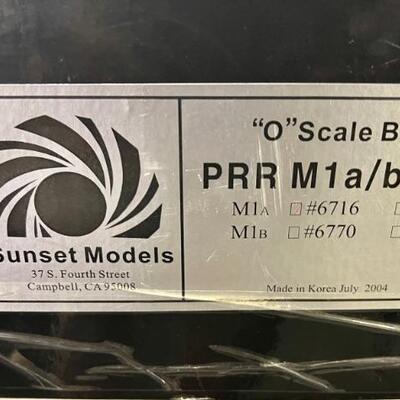 Sunset Models
37 S. Fourth Street
Campbell, CA 95008
"O" Scale B
PRR M1a/b
M1A #6716
M1B #6770
Made in Korea July 2004